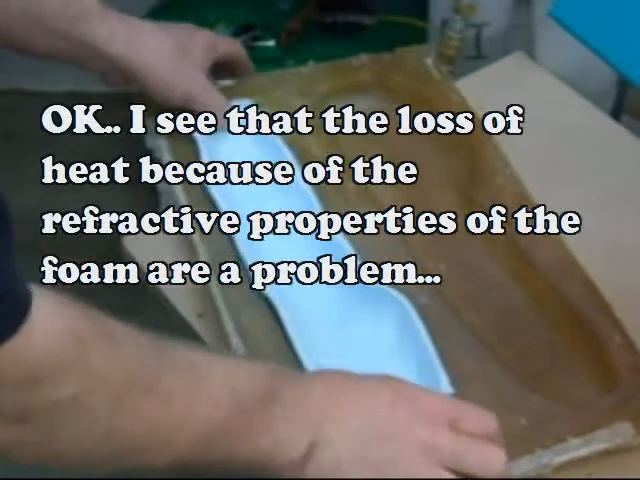 OK.. I see that the loss of
heat because of the
refractive properties of the
foam are a problem...